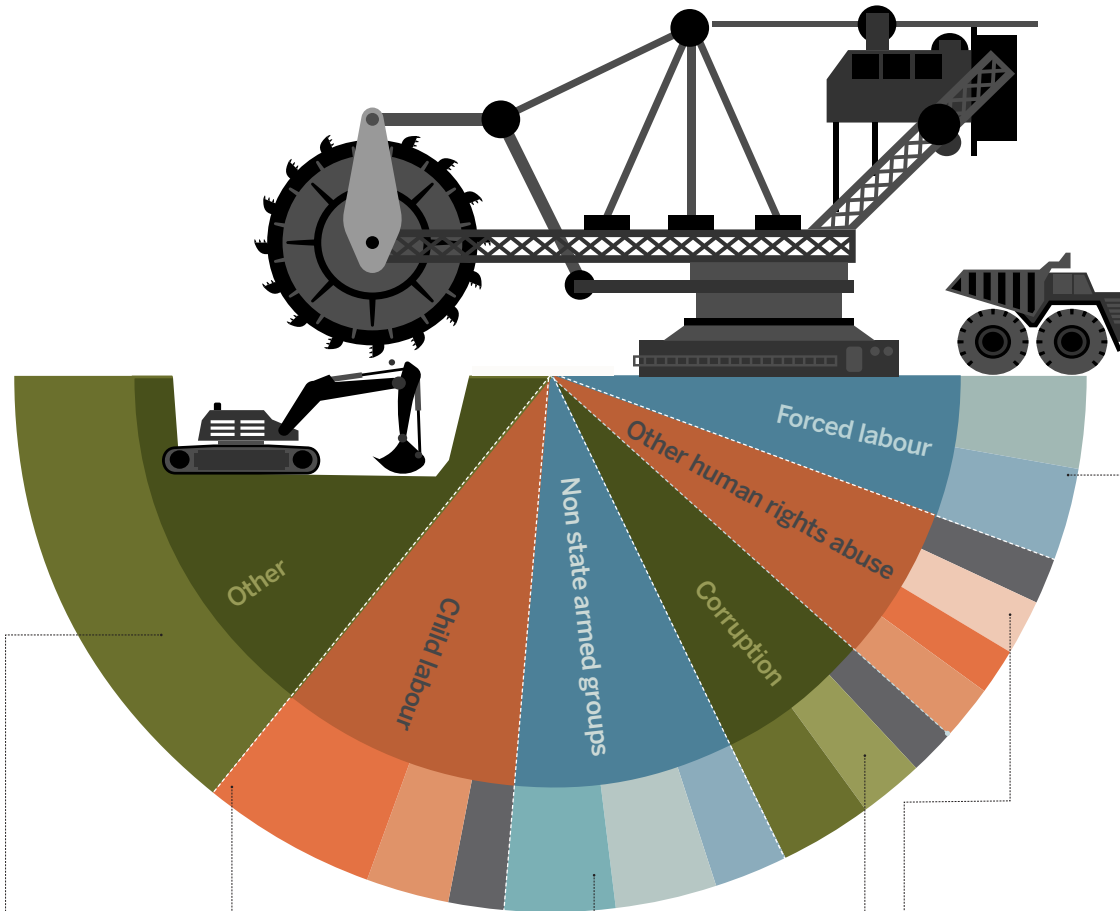 Forced labour
Other human rights abuse
Corruption
Non state armed groups
Child labour
Other